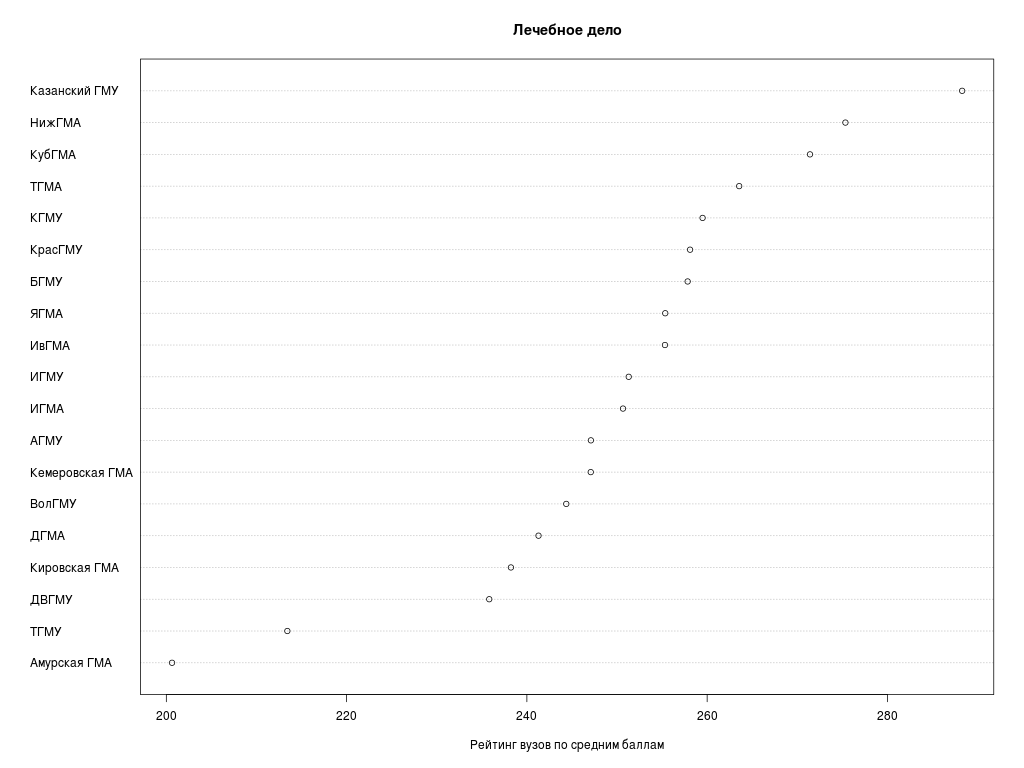 Лечебное дело
Казанский ГМУ
НижГМА
КубГМА
ТГМА
КГМУ
КрасГМУ
БГМУ
ЯГМА
ИвГМА
ИГМУ
ИГМА
АГМУ
Кемеровская ГМА
ВолГМУ
ДГМА
Кировская ГМА
ДВГМУ
ТГМУ
Амурская ГМА
200 220 240 260 280
Рейтинг вузов по средним баллам